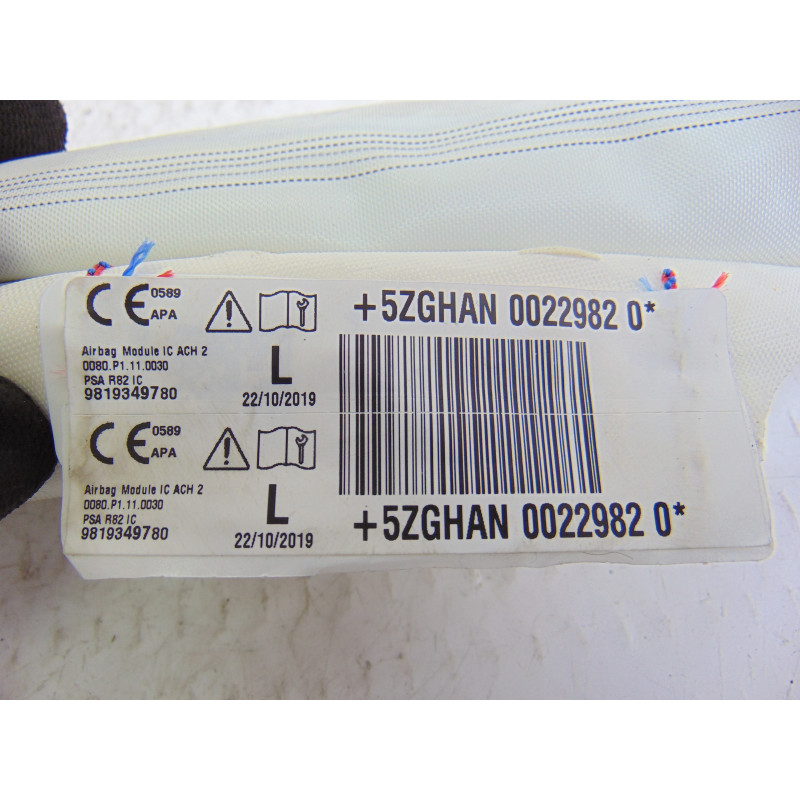 CE 0589
APA
+5ZGHAN 0022982 0*
Airbag Module IC ACH 2
0080.P1.11.0030
PSA R82 IC
9819349780
L
22/10/2019
CE 0589
APA
Airbag Module IC ACH 2
0080.P1.11.0030
PSA R82 IC
9819349780
L
22/10/2019
+5ZGHAN 0022982 0*